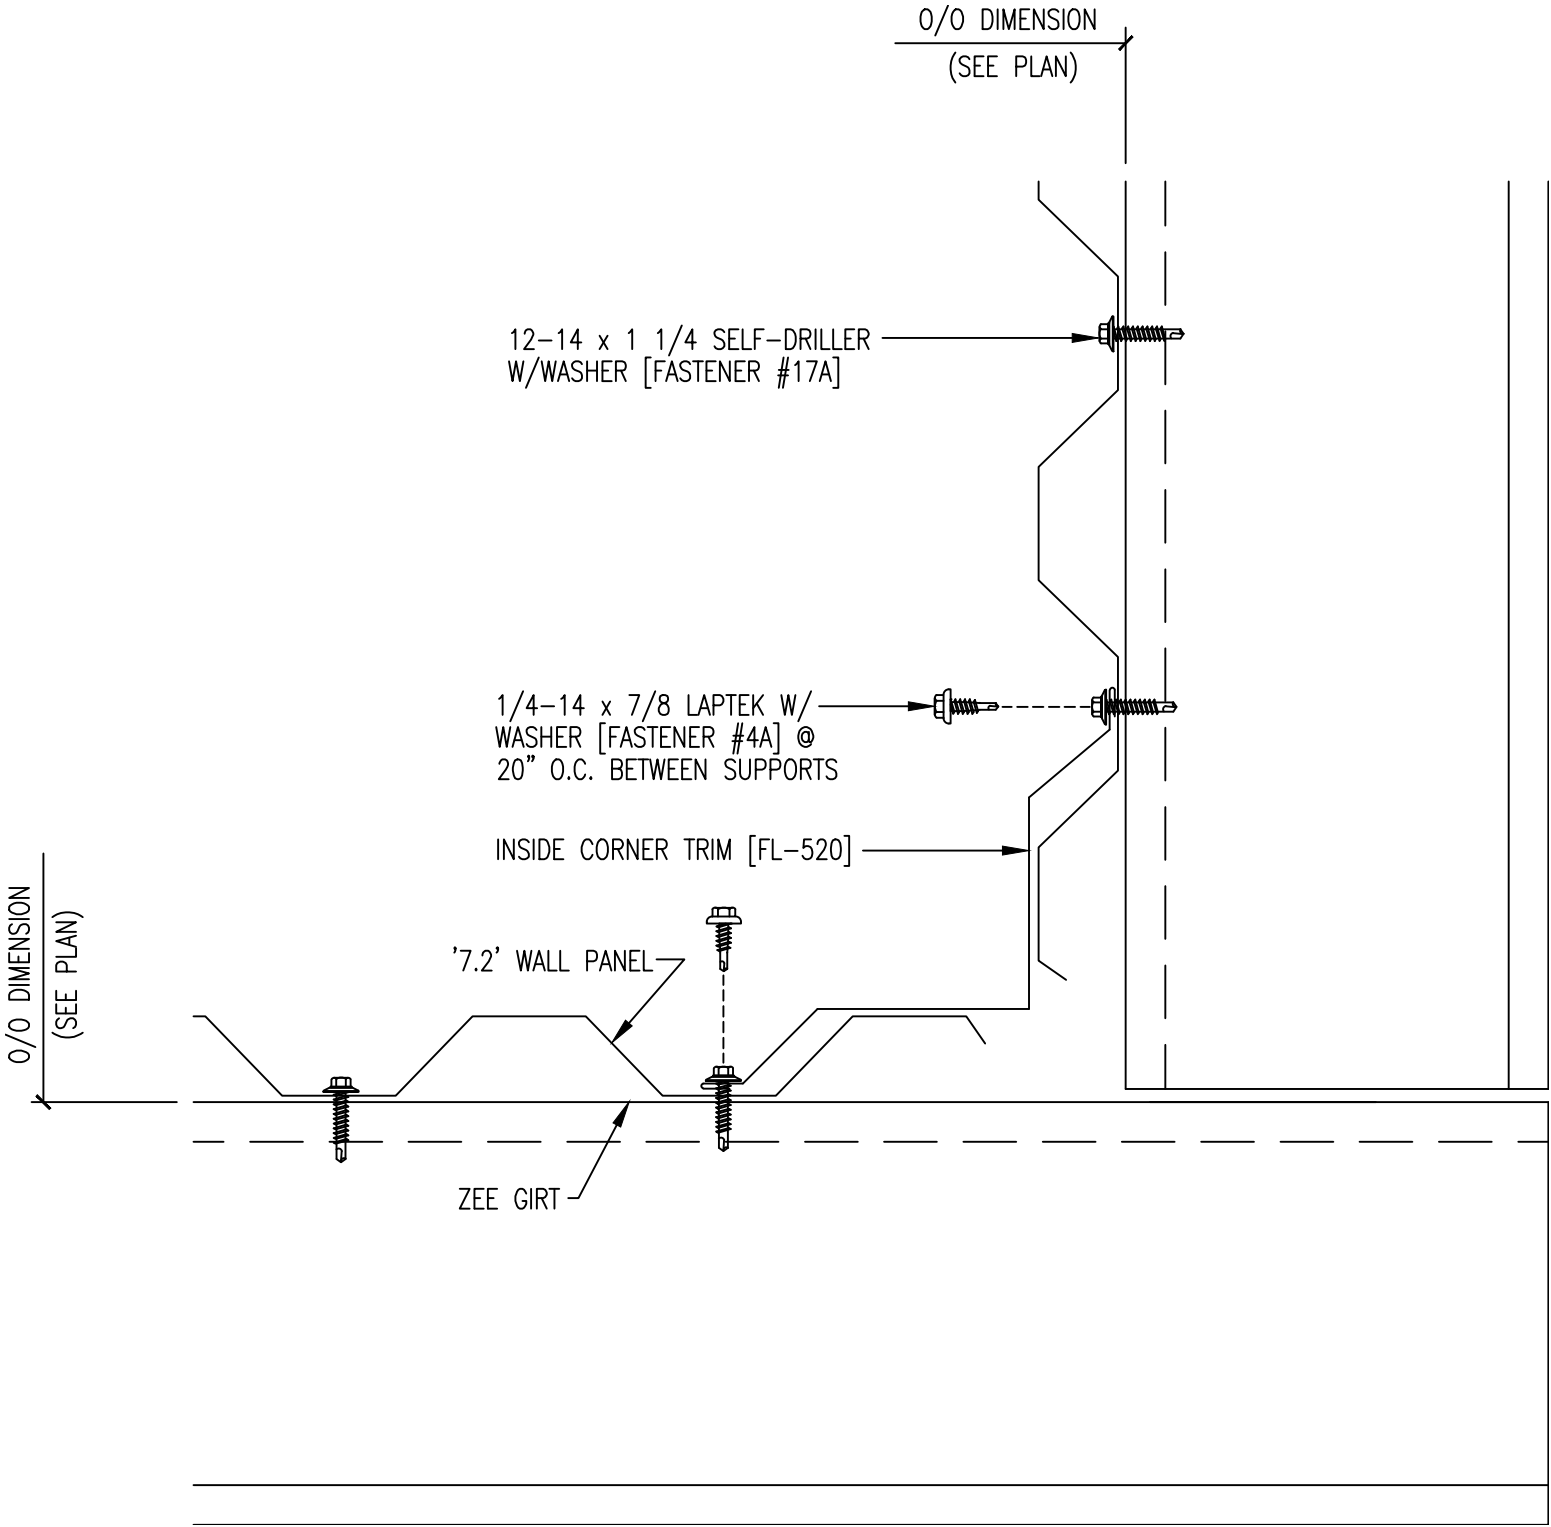 O/O DIMENSION
(SEE PLAN)
12-14 x 1 1/4 SELF-DRILLER
W/WASHER [FASTENER #17A]
1/4-14 x 7/8 LAPTEK W/
WASHER [FASTENER #4A] @
20" O.C. BETWEEN SUPPORTS
INSIDE CORNER TRIM [FL-520]
O/O DIMENSION
(SEE PLAN)
'7.2' WALL PANEL
ZEE GIRT